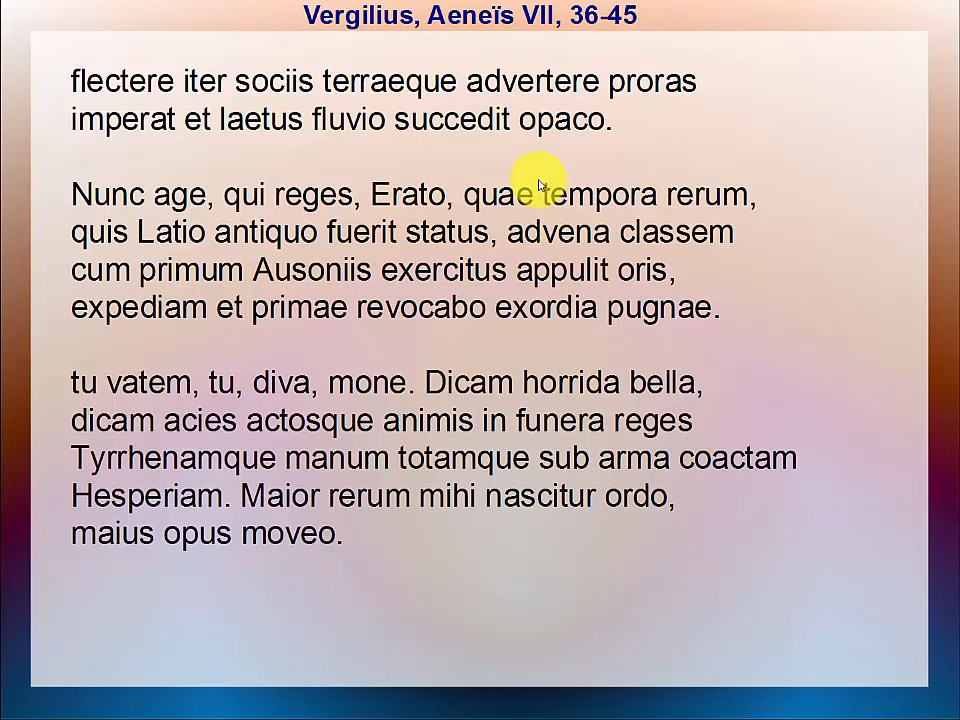 Vergilius, Aeneïs VII, 36-45
flectere iter sociis terraeque advertere proras
imperat et laetus fluvio succedit opaco.
Nunc age, qui reges, Erato, quae tempora rerum,
quis Latio antiquo fuerit status, advena classem
cum primum Ausoniis exercitus appulit oris,
expediam et primae revocabo exordia pugnae.
tu vatem, tu, diva, mone. Dicam horrida bella,
dicam acies actosque animis in funera reges
Tyrrhenamque manum totamque sub arma coactam
Hesperiam. Maior rerum mihi nascitur ordo,
maius opus moveo.